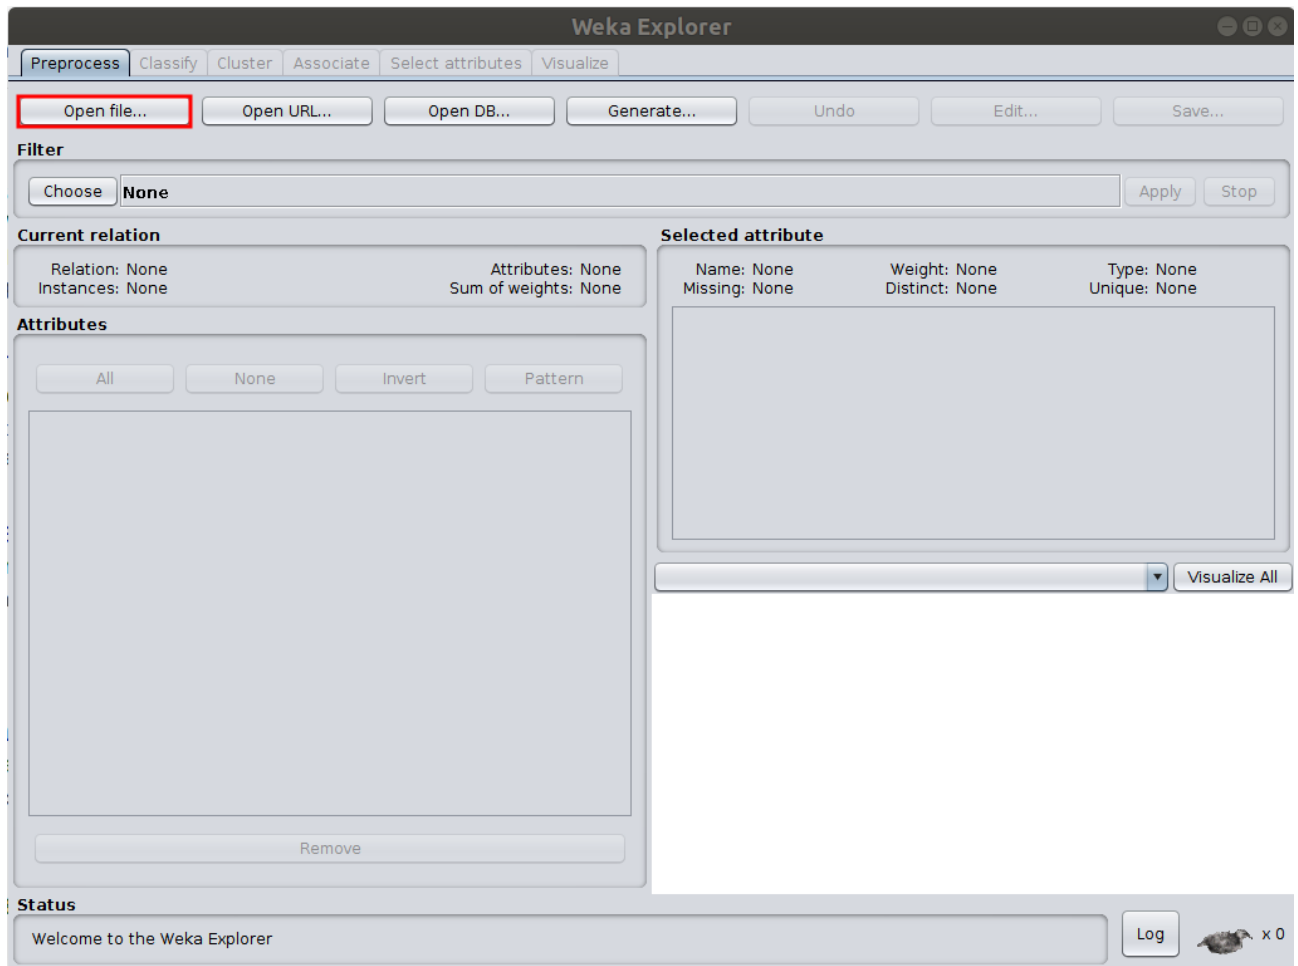 Weka Explorer
Preprocess Classify Cluster Associate Select attributes Visualize
Open file... Open URL... Open DB... Generate... Undo Edit... Save...
Filter
Choose None Apply Stop
Current relation
Relation: None Attributes: None
Instances: None Sum of weights: None
Attributes
All None Invert Pattern
Remove
Selected attribute
Name: None Weight: None Type: None
Missing: None Distinct: None Unique: None
Visualize All
Status
Welcome to the Weka Explorer
Log x 0